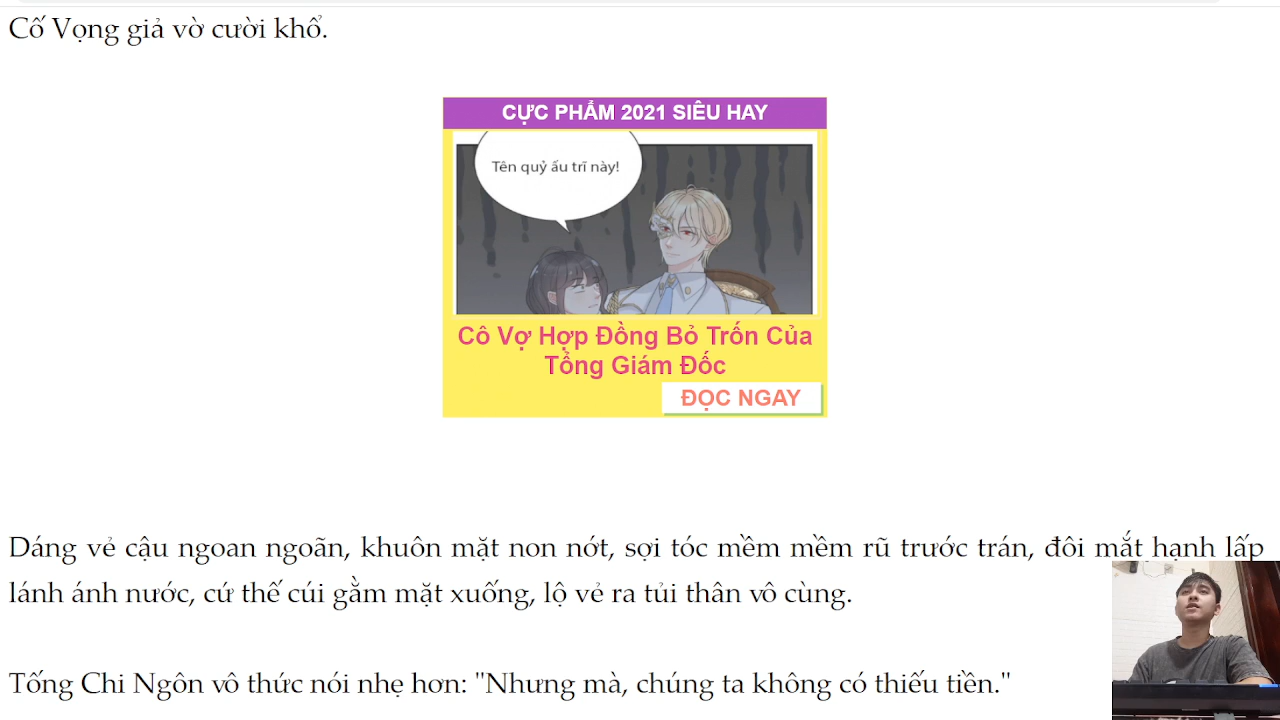 Cố Vọng giả vờ cười khổ.
CỰC PHẨM 2021 SIÊU HAY
Tên quỷ ấu trĩ này!
Cô Vợ Hợp Đồng Bỏ Trốn Của
Tổng Giám Đốc
ĐỌC NGAY
Dáng vẻ cậu ngoan ngoãn, khuôn mặt non nớt, sợi tóc mềm mềm rũ trước trán, đôi mắt hạnh lấp
lánh ánh nước, cứ thế cúi gằm mặt xuống, lộ vẻ ra tủi thân vô cùng.
Tống Chi Ngôn vô thức nói nhẹ hơn: "Nhưng mà, chúng ta không có thiếu tiền."